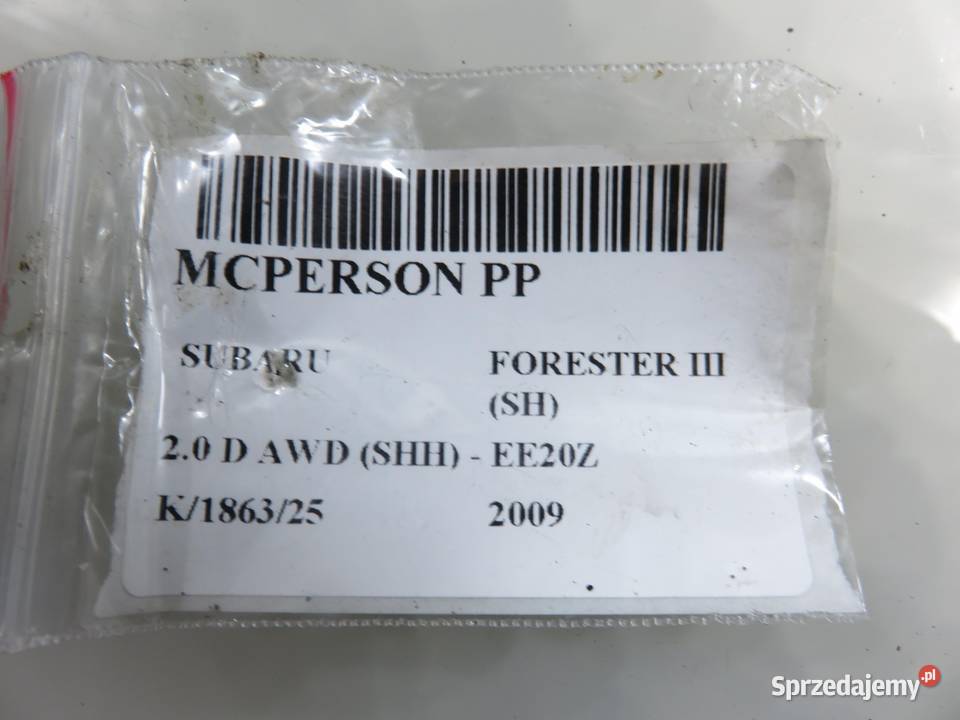 MCPERSON PP
SUBARU FORESTER III
(SH)
2.0 D AWD (SHH) - EE20Z
K/1863/25 2009
Sprzedajemy.pl